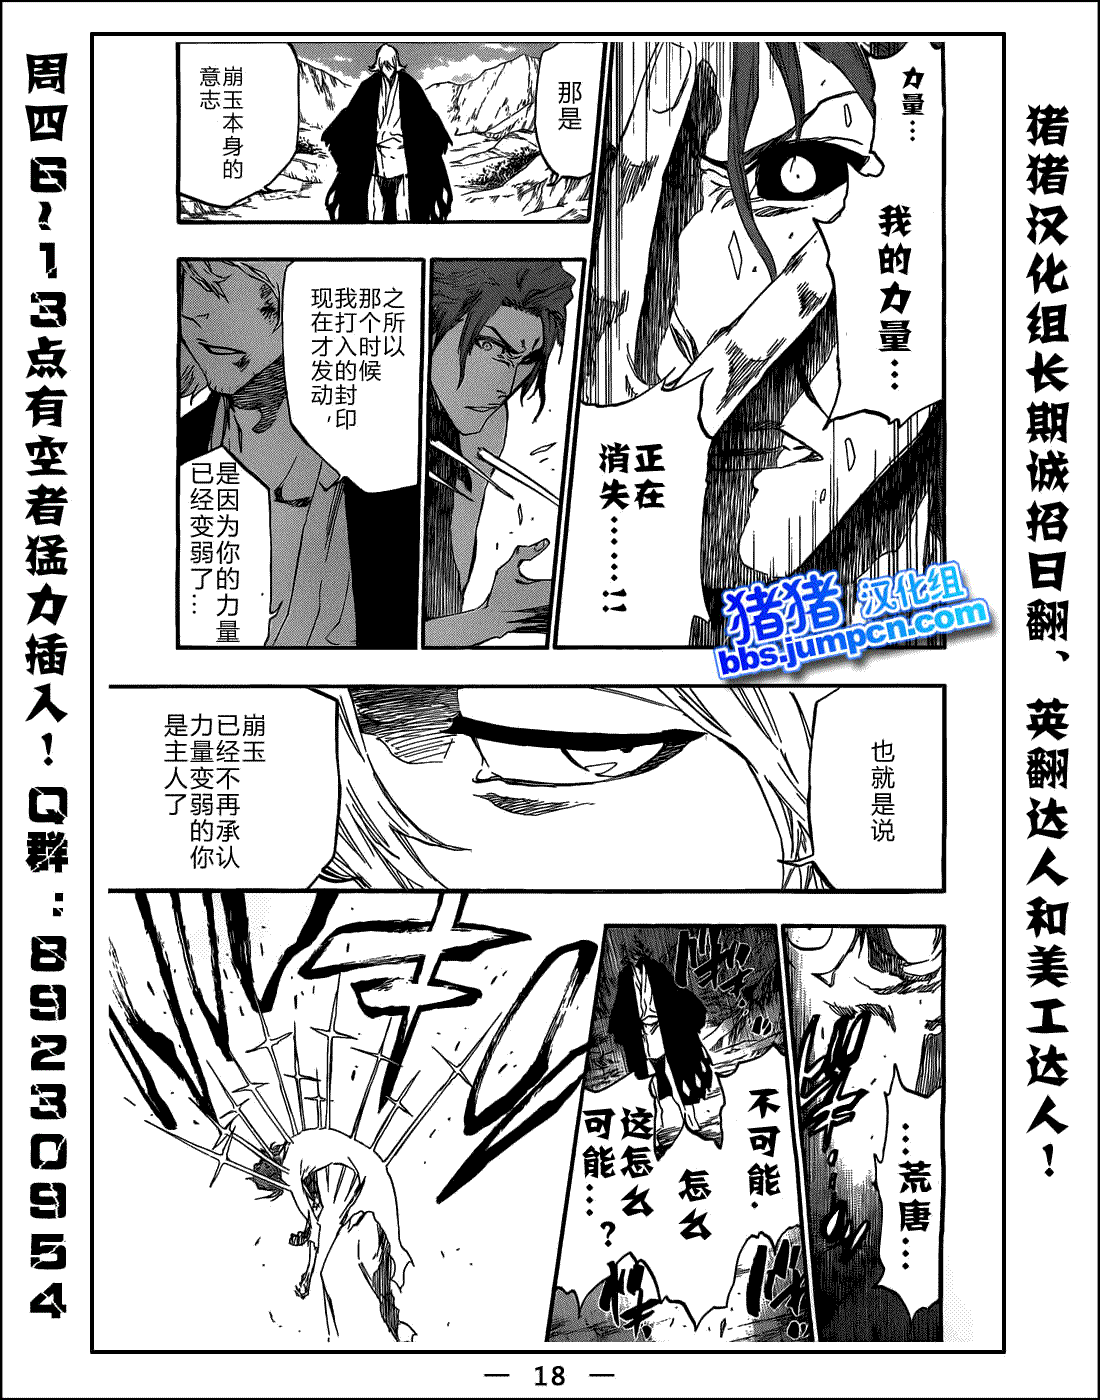 猪猪汉化组长期诚招日翻、英翻达人和美工达人！
力量…
我的力量…
正在
消失……!!
那是
崩玉本身的
意志
之所以
那个时候
我打入的封印
现在才发动，
是因为你的力量
已经变弱了…
猪猪汉化组
bbs.jumpcn.com
也就是说
崩玉
已经不再承认
力量变弱的你
是主人了
…荒唐……
不可能
怎么
这怎么
可能…？
周四6~13点有空者猛力插入！Q群：89230954
— 18 —